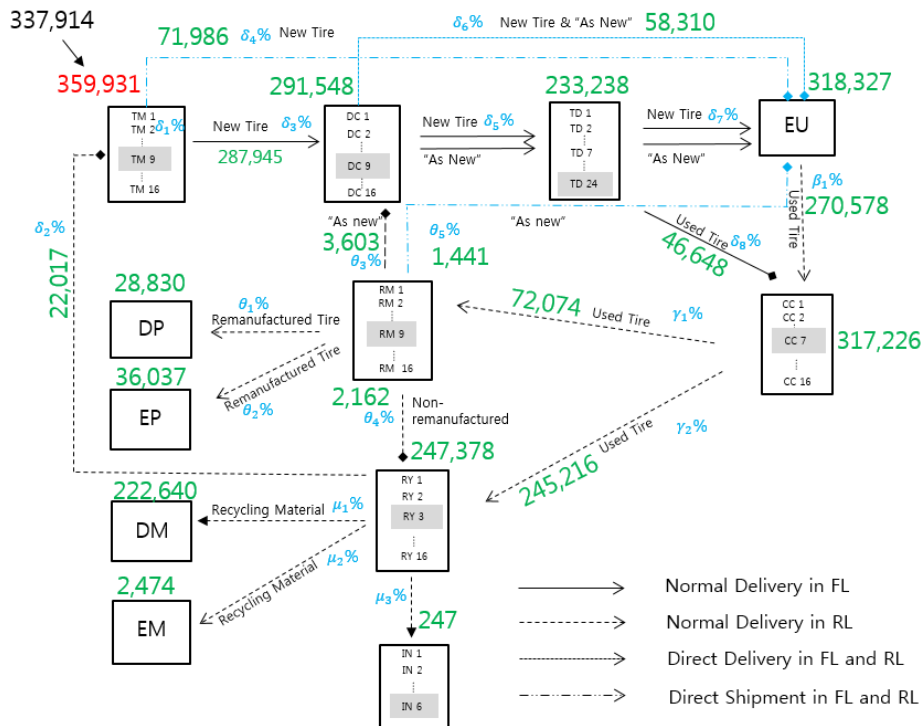 337,914
359,931
71,986 δ4% New Tire
δ6% New Tire & "As New" 58,310
291,548
233,238
318,327
TM 1
TM 2
δ1%
TM 9
TM 16
New Tire δ3%
287,945
DC 1
DC 2
DC 9
DC 16
New Tire δ5%
"As New"
TD 1
TD 2
TD 7
TD 24
New Tire δ7%
"As New"
EU
β1%
270,578
Used Tire
δ2%
22,017
"As new"
3,603
θ3%
θ5%
1,441
"As new"
Used Tire δ8%
46,648
28,830
DP
θ1%
Remanufactured Tire
36,037
EP
Remanufactured Tire
θ2%
RM 1
RM 2
RM 9
RM 16
72,074
Used Tire
γ1%
CC 1
CC 2
CC 7
CC 16
317,226
2,162
θ4%
Non-
remanufactured
247,378
Used Tire
γ2%
245,216
222,640
DM
Recycling Material
μ1%
RY 1
RY 2
RY 3
RY 16
2,474
EM
Recycling Material
μ2%
μ3%
247
IN 1
IN 2
IN 6
Normal Delivery in FL
Normal Delivery in RL
Direct Delivery in FL and RL
Direct Shipment in FL and RL